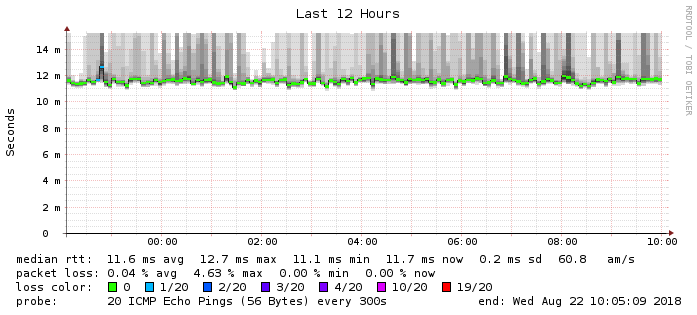 Last 12 Hours
RRDTOOL / TOBI OETIKER
Seconds
14 m
12 m
10 m
8 m
6 m
4 m
2 m
0
00:00 02:00 04:00 06:00 08:00 10:00
median rtt: 11.6 ms avg 12.7 ms max 11.1 ms min 11.7 ms now 0.2 ms sd 60.8 am/s
packet loss: 0.04 % avg 4.63 % max 0.00 % min 0.00 % now
loss color: 0 1/20 2/20 3/20 4/20 10/20 19/20
probe: 20 ICMP Echo Pings (56 Bytes) every 300s end: Wed Aug 22 10:05:09 2018